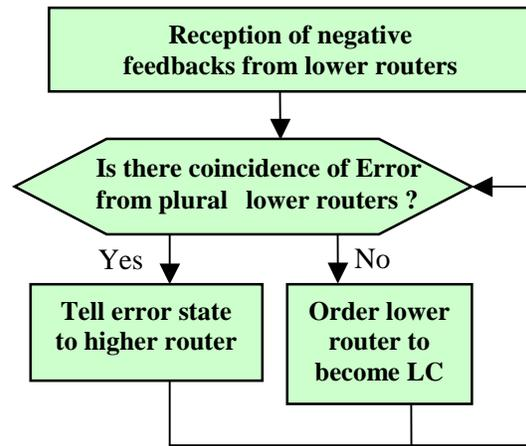 Reception of negative
feedbacks from lower routers
Is there coincidence of Error
from plural lower routers ?
Yes
No
Tell error state
to higher router
Order lower
router to
become LC